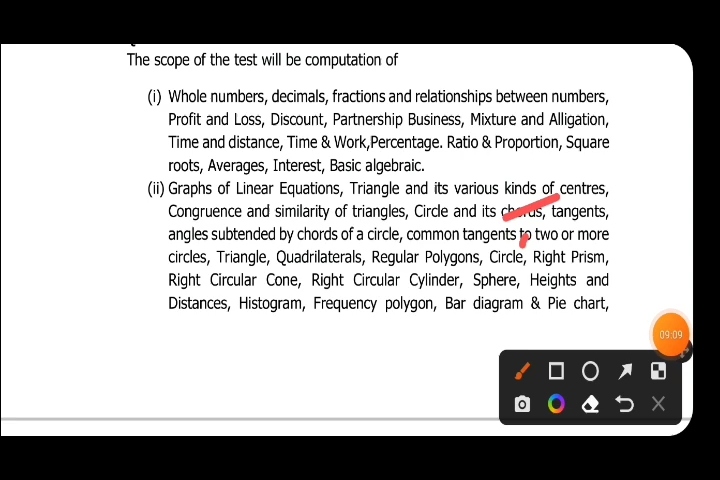 The scope of the test will be computation of
(i) Whole numbers, decimals, fractions and relationships between numbers,
Profit and Loss, Discount, Partnership Business, Mixture and Alligation,
Time and distance, Time & Work,Percentage. Ratio & Proportion, Square
roots, Averages, Interest, Basic algebraic.
(ii) Graphs of Linear Equations, Triangle and its various kinds of centres,
Congruence and similarity of triangles, Circle and its chords, tangents,
angles subtended by chords of a circle, common tangents to two or more
circles, Triangle, Quadrilaterals, Regular Polygons, Circle, Right Prism,
Right Circular Cone, Right Circular Cylinder, Sphere, Heights and
Distances, Histogram, Frequency polygon, Bar diagram & Pie chart,
09:09